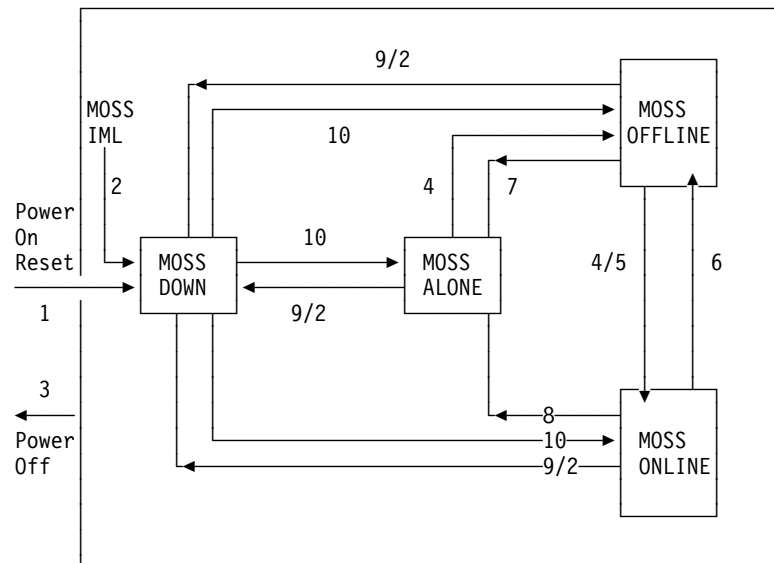 9/2
MOSS
IML
MOSS
OFFLINE
10
2
4
7
Power
On
Reset
10
MOSS
DOWN
MOSS
ALONE
4/5
6
1
9/2
3
8
Power
Off
10
MOSS
ONLINE
9/2